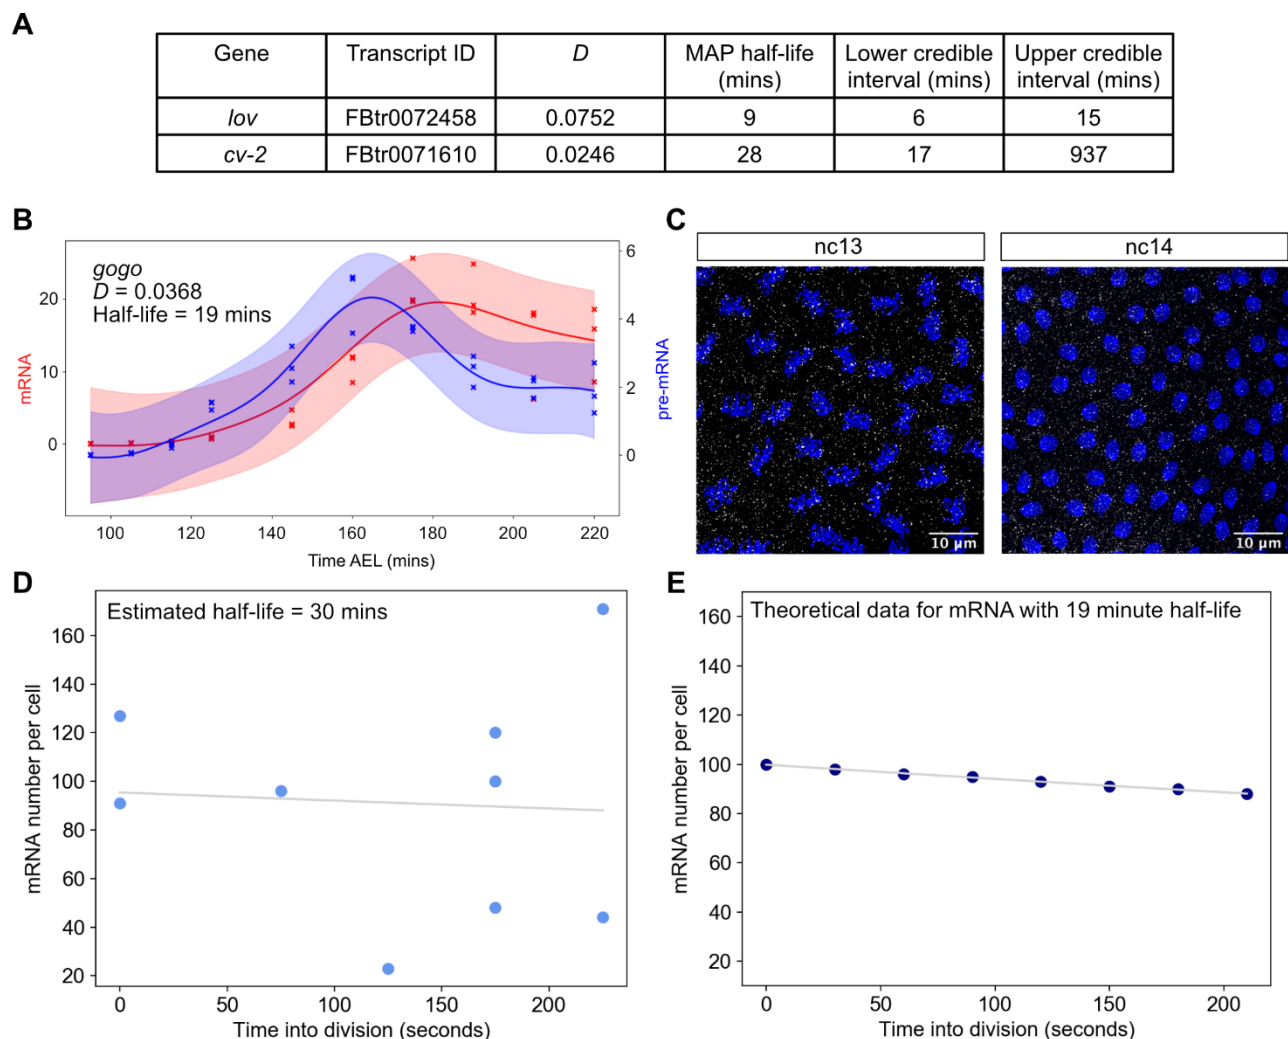 A
Gene Transcript ID D MAP half-life (mins) Lower credible interval (mins) Upper credible interval (mins)
lov FBtr0072458 0.0752 9 6 15
cv-2 FBtr0071610 0.0246 28 17 937
B
gogo
D = 0.0368
Half-life = 19 mins
mRNA
20
10
0
6
4
2
0
pre-mRNA
100 120 140 160 180 200 220
Time AEL (mins)
C
nc13
nc14
10 µm
10 µm
D
Estimated half-life = 30 mins
mRNA number per cell
160
140
120
100
80
60
40
20
0 50 100 150 200
Time into division (seconds)
E
Theoretical data for mRNA with 19 minute half-life
mRNA number per cell
160
140
120
100
80
60
40
20
0 50 100 150 200
Time into division (seconds)